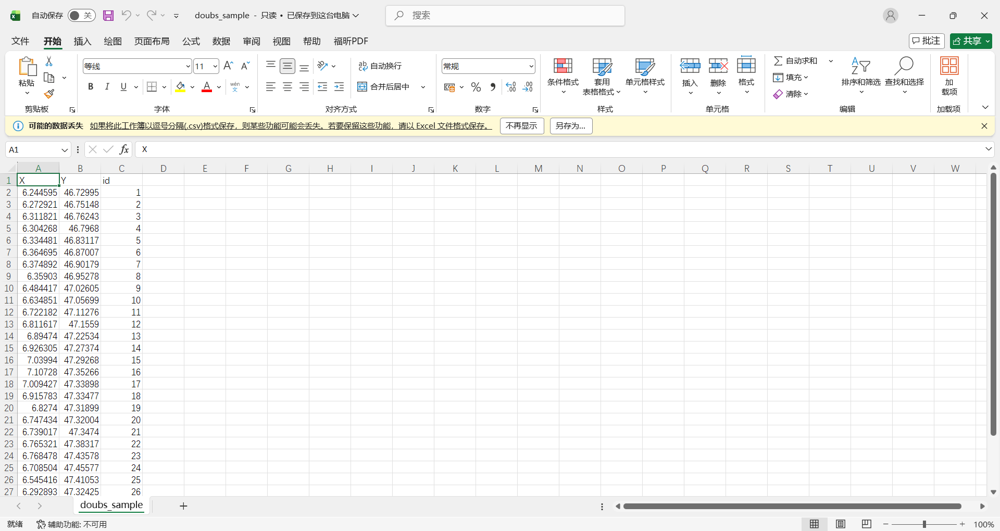 自动保存 关 doubs_sample - 只读 • 已保存到这台电脑 搜索
文件 开始 插入 绘图 页面布局 公式 数据 审阅 视图 帮助 福昕PDF 批注 共享
粘贴
剪贴板
等线 11
B I U wén 文
字体
ab 自动换行
合并后居中
对齐方式
常规
% , .00
数字
条件格式 套用表格格式 单元格样式
样式
插入 删除 格式
单元格
自动求和
填充
清除
排序和筛选 查找和选择
编辑
加载项
加载项
可能的数据丢失 如果将此工作簿以逗号分隔(.csv)格式保存，则某些功能可能会丢失。若要保留这些功能，请以 Excel 文件格式保存。 不再显示 另存为...
A1 fx X
A B C D E F G H I J K L M N O P Q R S T U V W
1 X Y id
2 6.244595 46.72995 1
3 6.272921 46.75148 2
4 6.311821 46.76243 3
5 6.304268 46.7968 4
6 6.334481 46.83117 5
7 6.364695 46.87007 6
8 6.374892 46.90179 7
9 6.35903 46.95278 8
10 6.484417 47.02605 9
11 6.634851 47.05699 10
12 6.722182 47.11276 11
13 6.811617 47.1559 12
14 6.89474 47.22534 13
15 6.926305 47.27374 14
16 7.03994 47.29268 15
17 7.10728 47.35266 16
18 7.009427 47.33898 17
19 6.915783 47.33477 18
20 6.8274 47.31899 19
21 6.747434 47.32004 20
22 6.739017 47.3474 21
23 6.765321 47.38317 22
24 6.768478 47.43578 23
25 6.708504 47.45577 24
26 6.545416 47.41053 25
27 6.292893 47.32425 26
doubs_sample
就绪 辅助功能: 不可用 100%